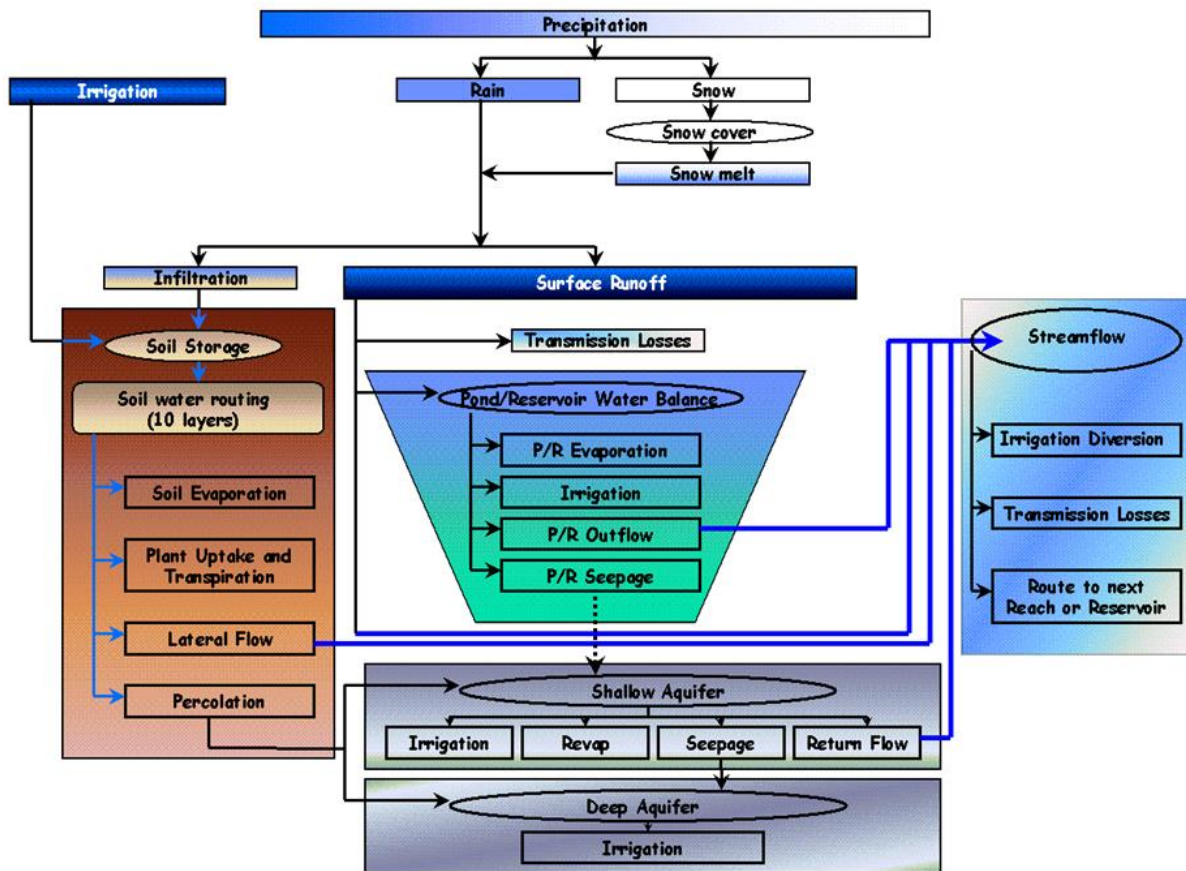 Precipitation
Irrigation
Rain
Snow
Snow cover
Snow melt
Infiltration
Surface Runoff
Soil Storage
Transmission Losses
Streamflow
Soil water routing
(10 layers)
Pond/Reservoir Water Balance
P/R Evaporation
Irrigation Diversion
Soil Evaporation
Irrigation
P/R Outflow
Transmission Losses
Plant Uptake and
Transpiration
P/R Seepage
Route to next
Reach or Reservoir
Lateral Flow
Percolation
Shallow Aquifer
Irrigation
Revap
Seepage
Return Flow
Deep Aquifer
Irrigation